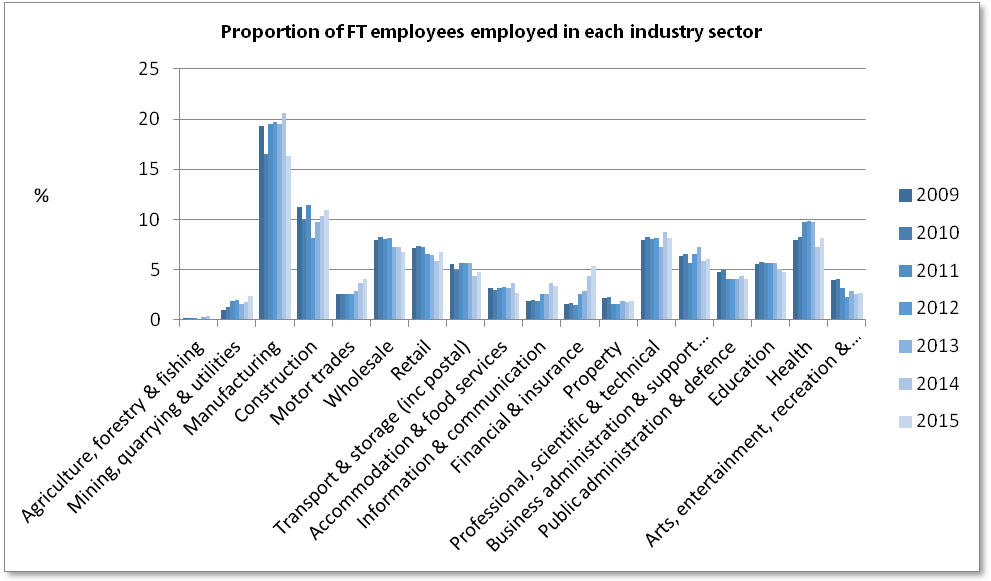 Proportion of FT employees employed in each industry sector
25
20
15
10
5
0
%
Agriculture, forestry & fishing
Mining, quarrying & utilities
Manufacturing
Construction
Motor trades
Wholesale
Retail
Transport & storage (inc postal)
Accommodation & food services
Information & communication
Financial & insurance
Property
Professional, scientific & technical
Business administration & support...
Public administration & defence
Education
Health
Arts, entertainment, recreation &...
2009
2010
2011
2012
2013
2014
2015